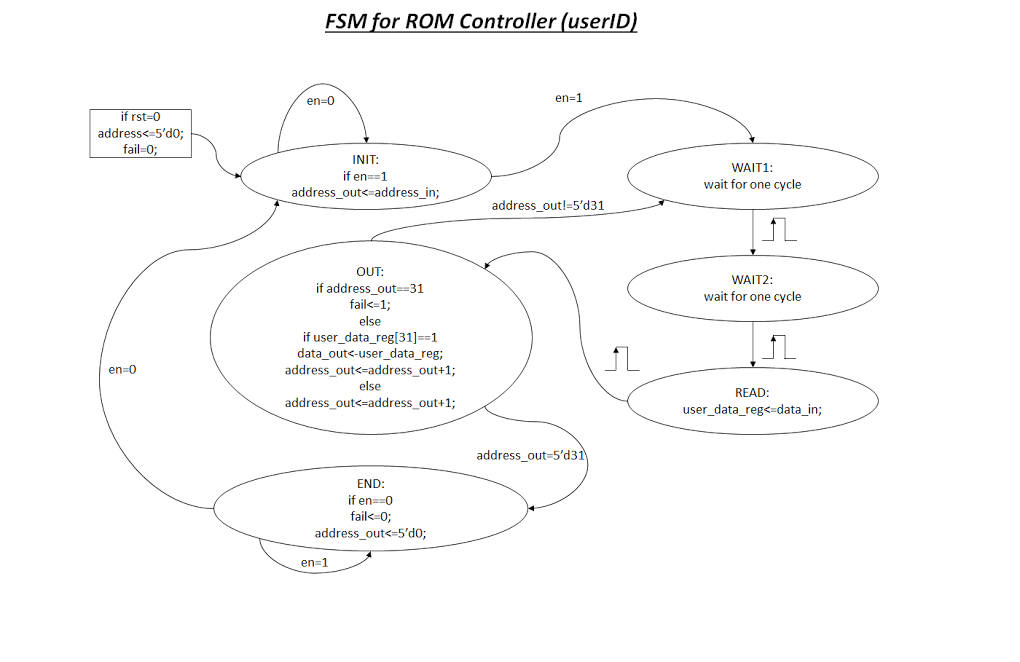 FSM for ROM Controller (userID)
en=0
en=1
if rst=0
address<=5'd0;
fail=0;
INIT:
if en==1
address_out<=address_in;
WAIT1:
wait for one cycle
address_out!=5'd31
OUT:
if address_out==31
fail<=1;
else
if user_data_reg[31]==1
data_out<-user_data_reg;
address_out<=address_out+1;
else
address_out<=address_out+1;
WAIT2:
wait for one cycle
en=0
READ:
user_data_reg<=data_in;
address_out=5'd31
END:
if en==0
fail<=0;
address_out<=5'd0;
en=1